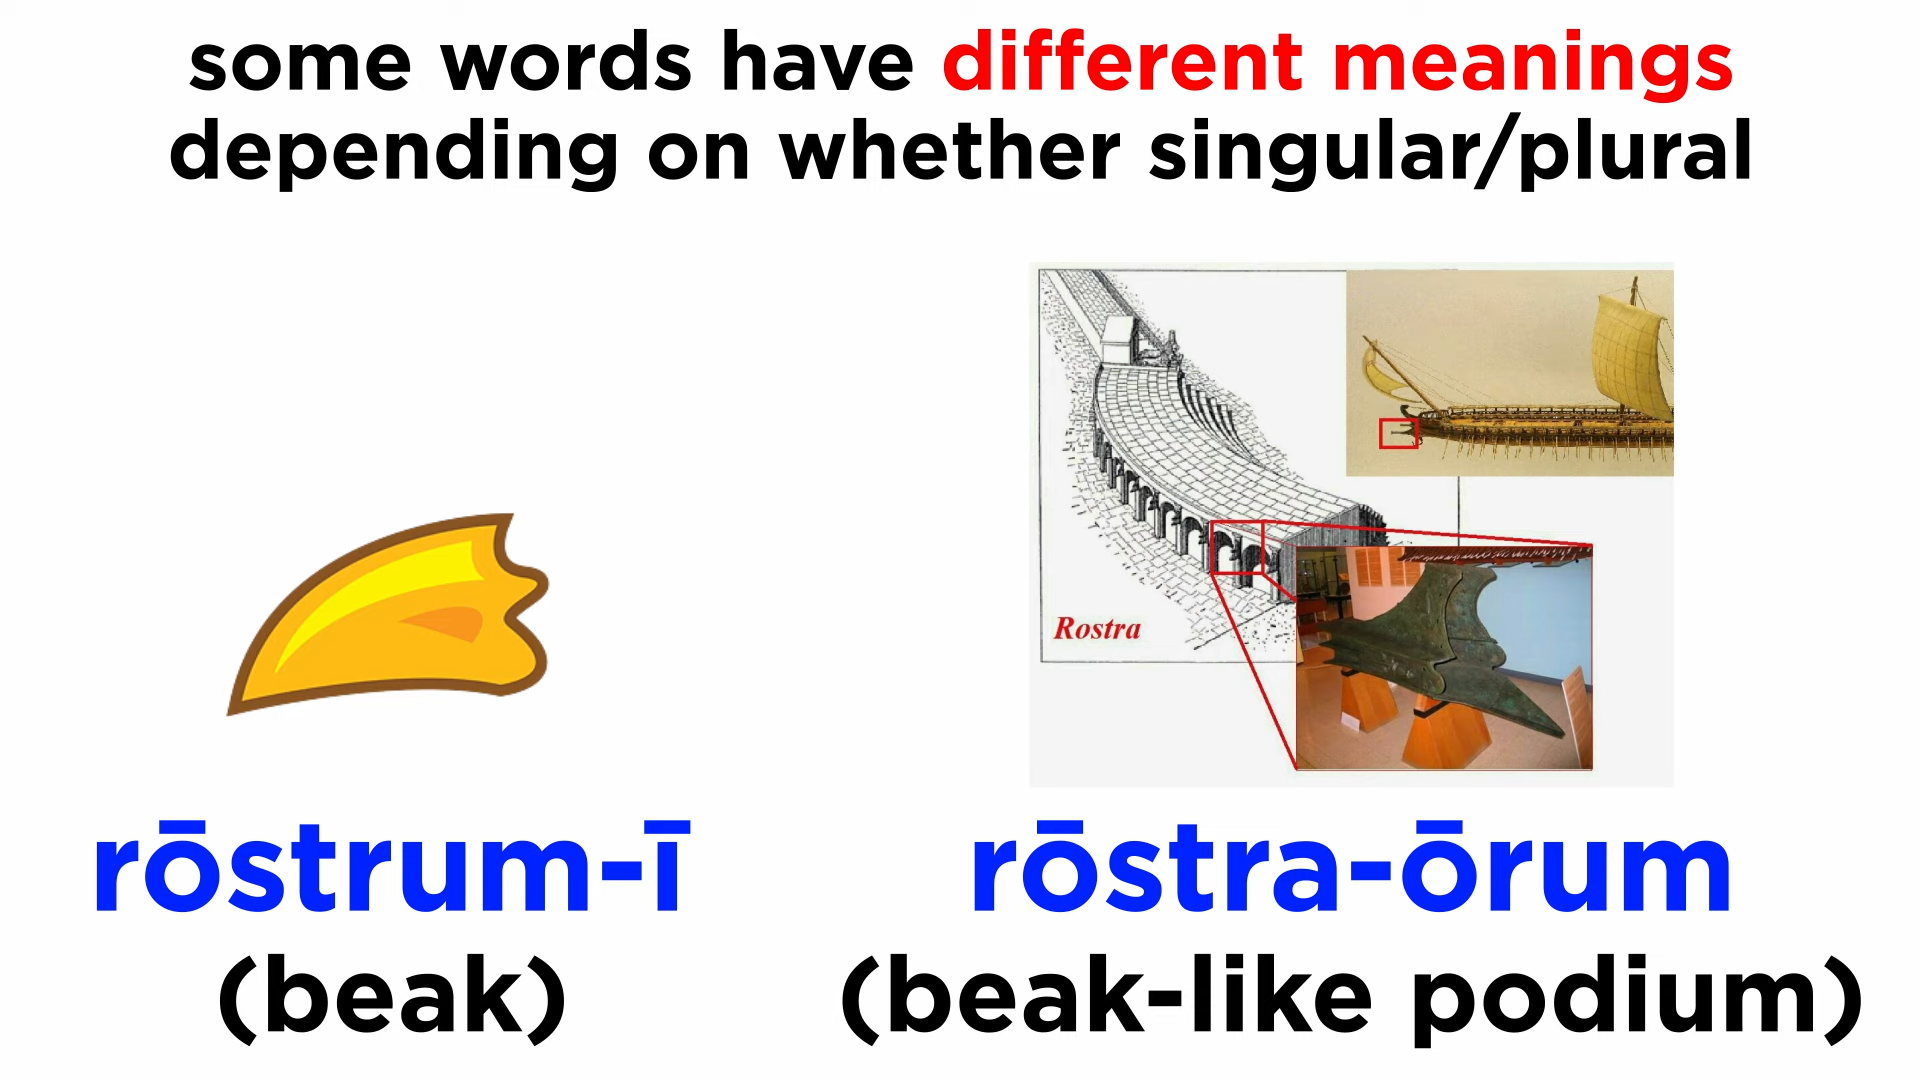 some words have different meanings
depending on whether singular/plural
Rostra
rōstrum-ī
rōstra-ōrum
(beak)
(beak-like podium)